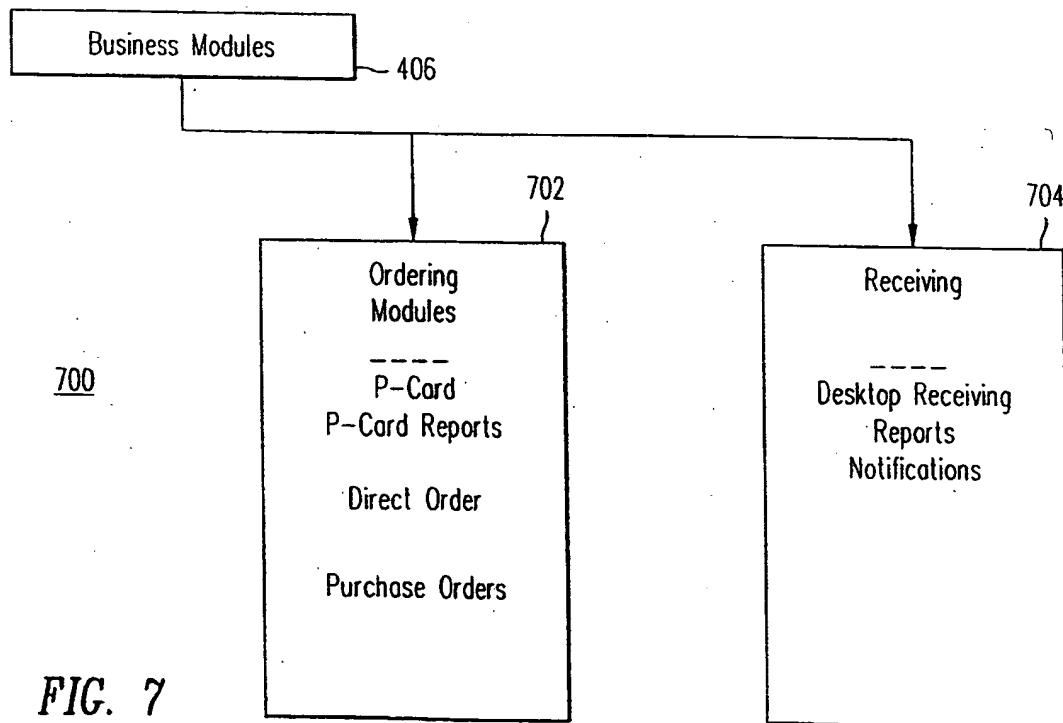 Business Modules
406
702
704
Ordering
Modules
P-Card
P-Card Reports
Direct Order
Purchase Orders
Receiving
Desktop Receiving
Reports
Notifications
700
FIG. 7